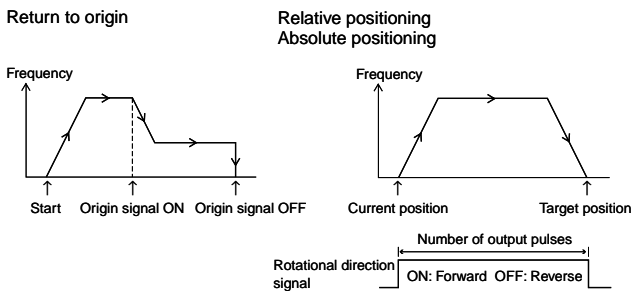 Return to origin
Frequency
Start
Origin signal ON
Origin signal OFF
Relative positioning
Absolute positioning
Frequency
Current position
Target position
Number of output pulses
Rotational direction
signal
ON: Forward OFF: Reverse